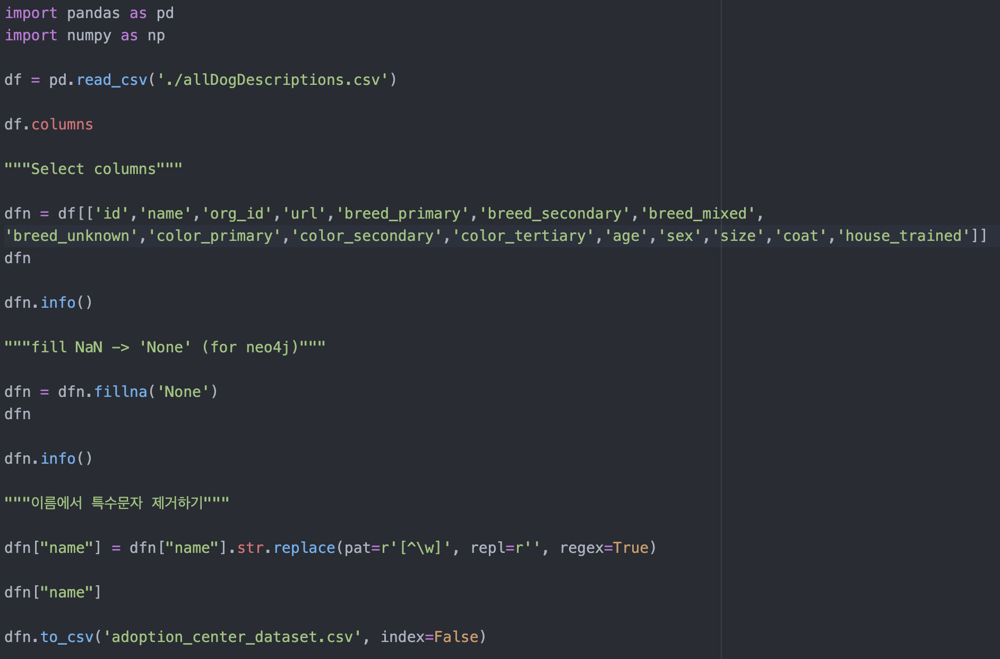 import pandas as pd
import numpy as np
df = pd.read_csv('./allDogDescriptions.csv')
df.columns
"""Select columns"""
dfn = df[['id','name','org_id','url','breed_primary','breed_secondary','breed_mixed',
'breed_unknown','color_primary','color_secondary','color_tertiary','age','sex','size','coat','house_trained']]
dfn
dfn.info()
"""fill NaN -> 'None' (for neo4j)"""
dfn = dfn.fillna('None')
dfn
dfn.info()
"""이름에서 특수문자 제거하기"""
dfn["name"] = dfn["name"].str.replace(pat=r'[^\w]', repl=r'', regex=True)
dfn["name"]
dfn.to_csv('adoption_center_dataset.csv', index=False)